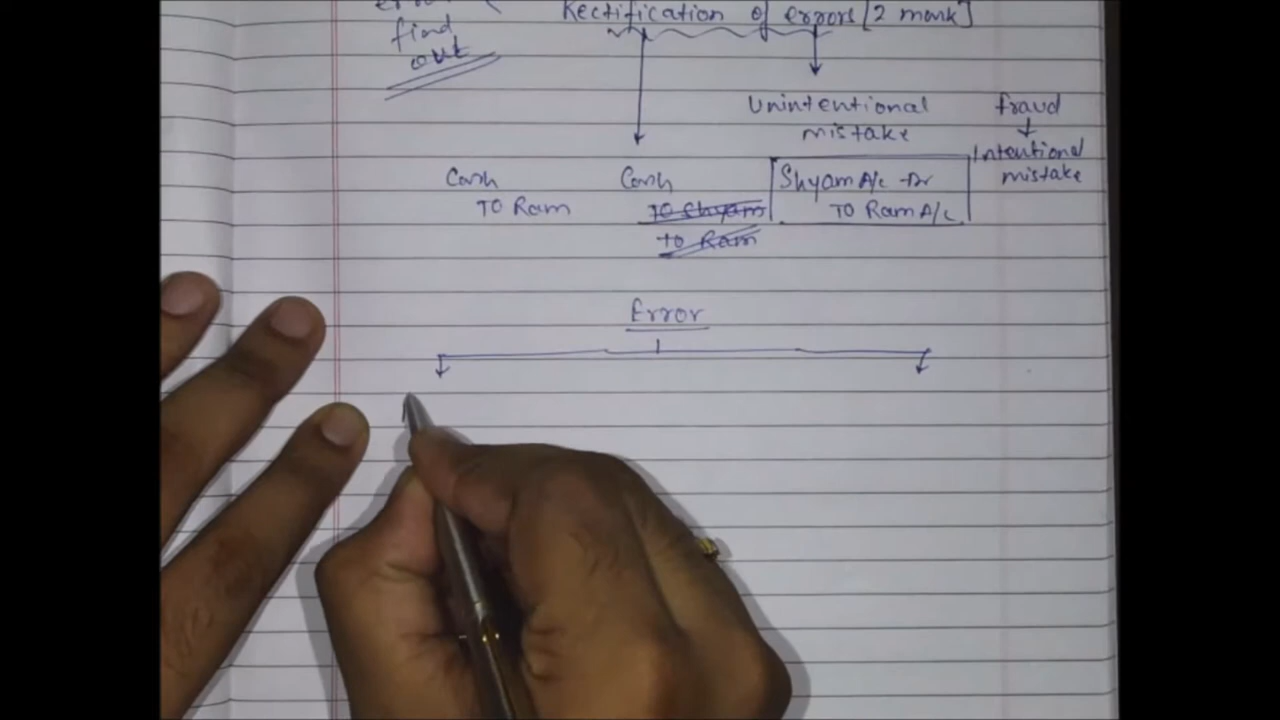 find
out
Rectification of errors [2 mark]
Unintentional
mistake
fraud
Intentional
mistake
Cash
TO Ram
Cash
TO Shyam
to Ram
Shyam A/c Dr
TO Ram A/c
Error